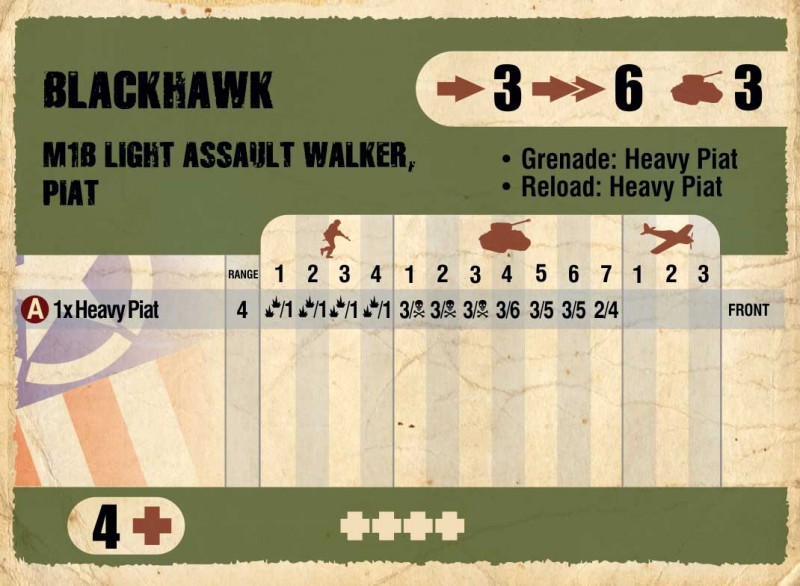 BLACKHAWK
3 6 3
M1B LIGHT ASSAULT WALKER,
PIAT
• Grenade: Heavy Piat
• Reload: Heavy Piat
RANGE 1 2 3 4 1 2 3 4 5 6 7 1 2 3
A 1x Heavy Piat 4 /1 /1 /1 /1 3/☠ 3/☠ 3/☠ 3/6 3/5 3/5 2/4 FRONT
4